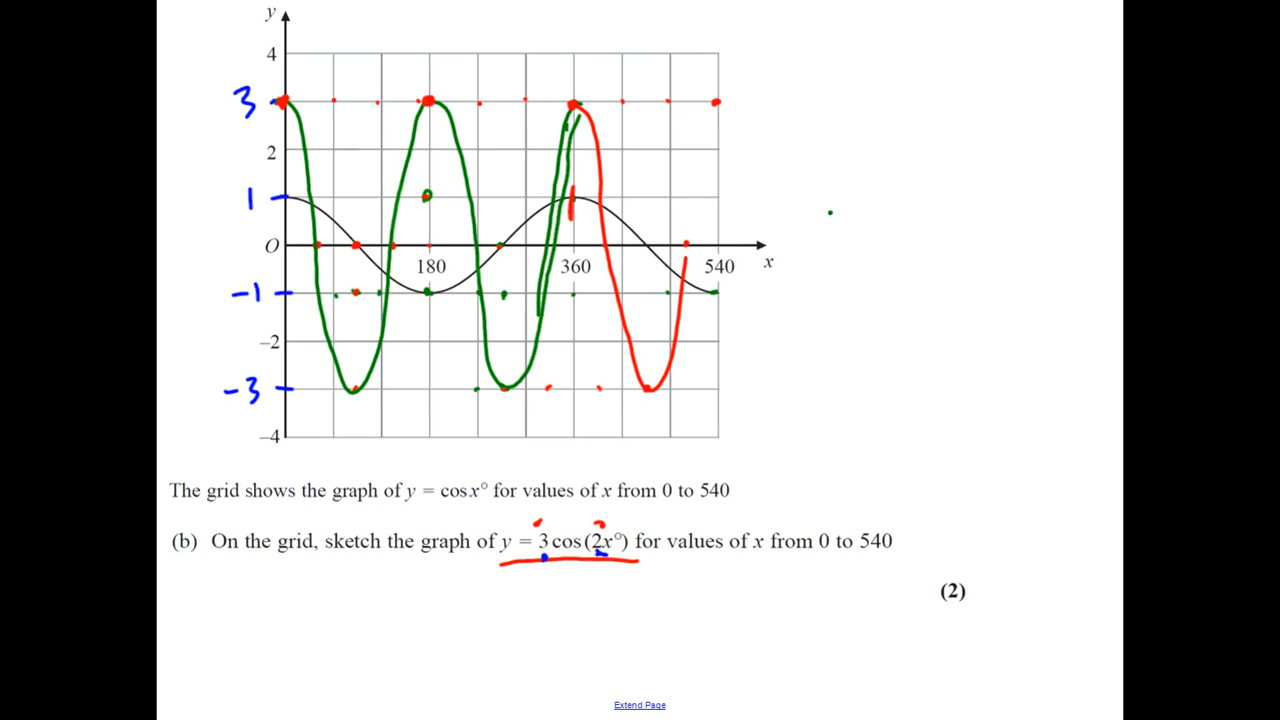 y
4
3
2
1
O
180
360
540
x
-1
–2
-3
–4
The grid shows the graph of y = cos x° for values of x from 0 to 540
(b) On the grid, sketch the graph of y = 3 cos (2x°) for values of x from 0 to 540
(2)
Extend Page